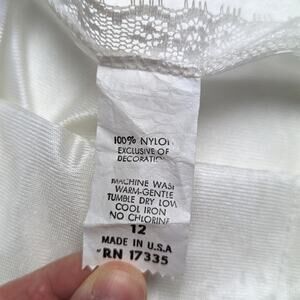 100% NYLON
EXCLUSIVE OF
DECORATION
MACHINE WASH
WARM-GENTLE
TUMBLE DRY LOW
COOL IRON
NO CHLORINE
12
MADE IN U.S.A
RN 17335